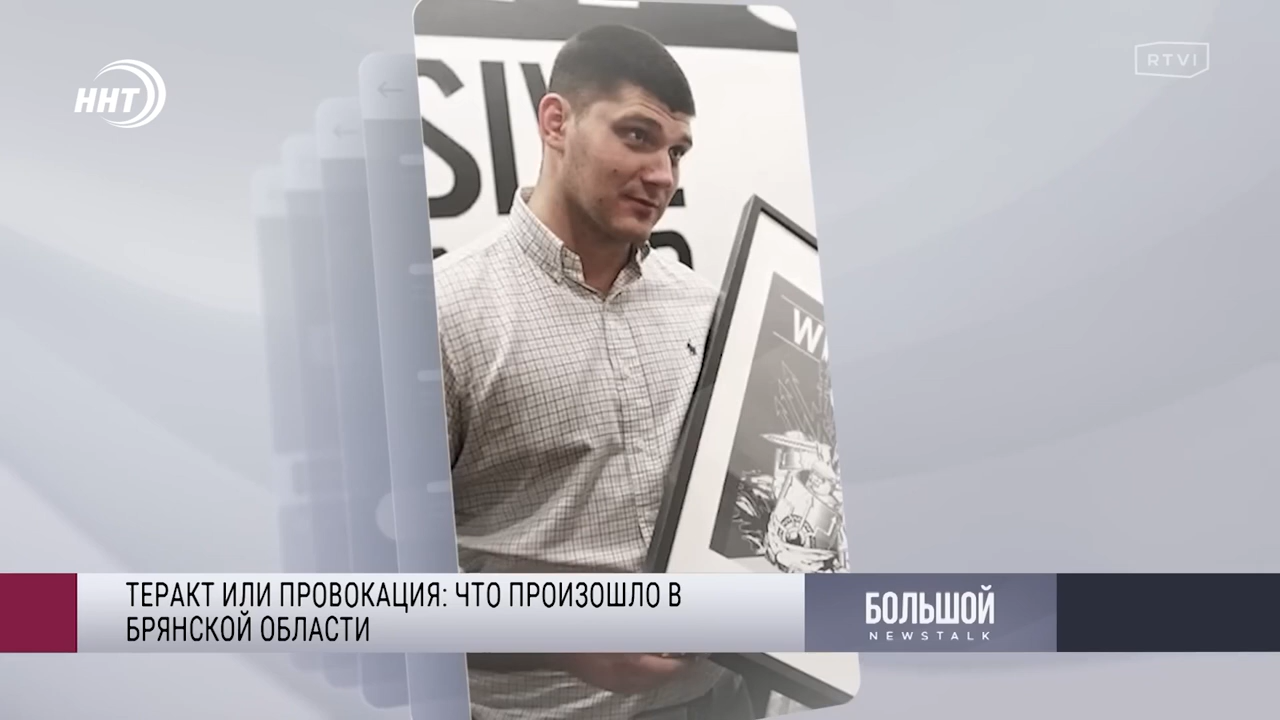 ННТ
RTVI
ТЕРАКТ ИЛИ ПРОВОКАЦИЯ: ЧТО ПРОИЗОШЛО В
БРЯНСКОЙ ОБЛАСТИ
БОЛЬШОЙ
NEWSTALK